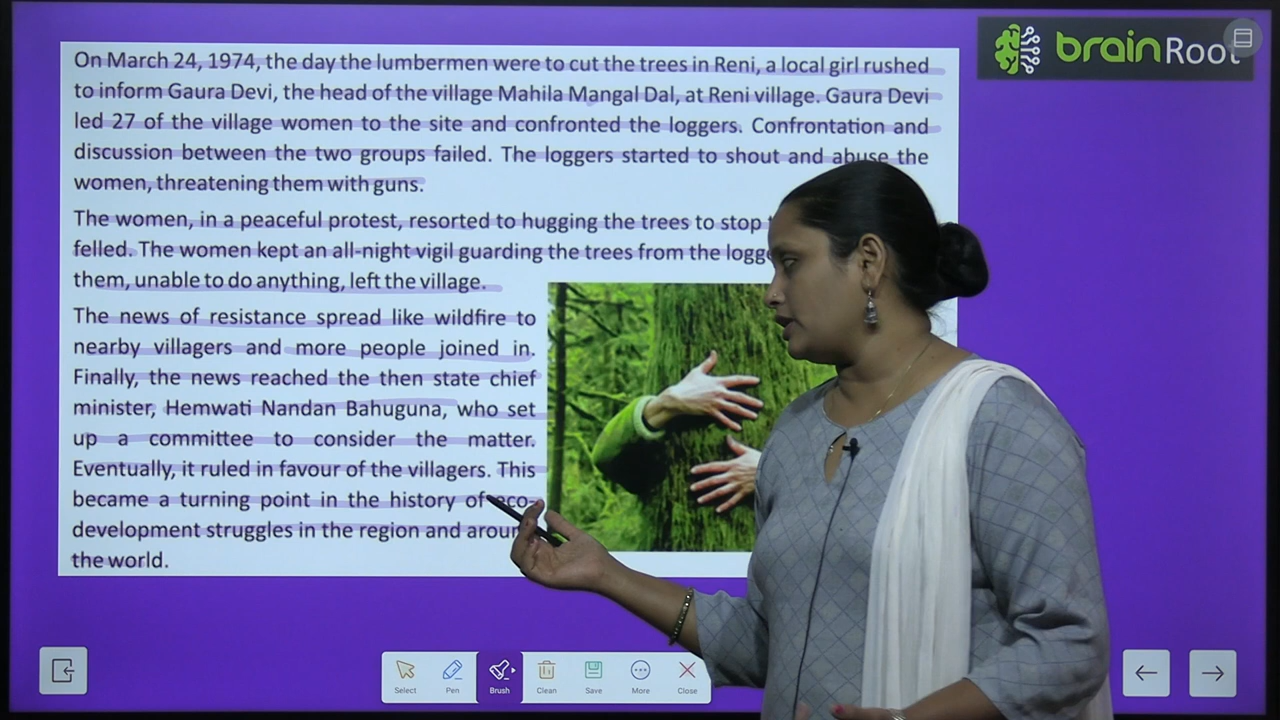 On March 24, 1974, the day the lumbermen were to cut the trees in Reni, a local girl rushed
to inform Gaura Devi, the head of the village Mahila Mangal Dal, at Reni village. Gaura Devi
led 27 of the village women to the site and confronted the loggers. Confrontation and
discussion between the two groups failed. The loggers started to shout and abuse the
women, threatening them with guns.
The women, in a peaceful protest, resorted to hugging the trees to stop
felled. The women kept an all-night vigil guarding the trees from the
them, unable to do anything, left the village.
The news of resistance spread like wildfire to
nearby villagers and more people joined in.
Finally, the news reached the then state chief
minister, Hemwati Nandan Bahuguna, who set
up a committee to consider the matter.
Eventually, it ruled in favour of the villagers. This
became a turning point in the history of eco-
development struggles in the region and
the world.
brainRoot
Select Pen Brush Clean Save More Close